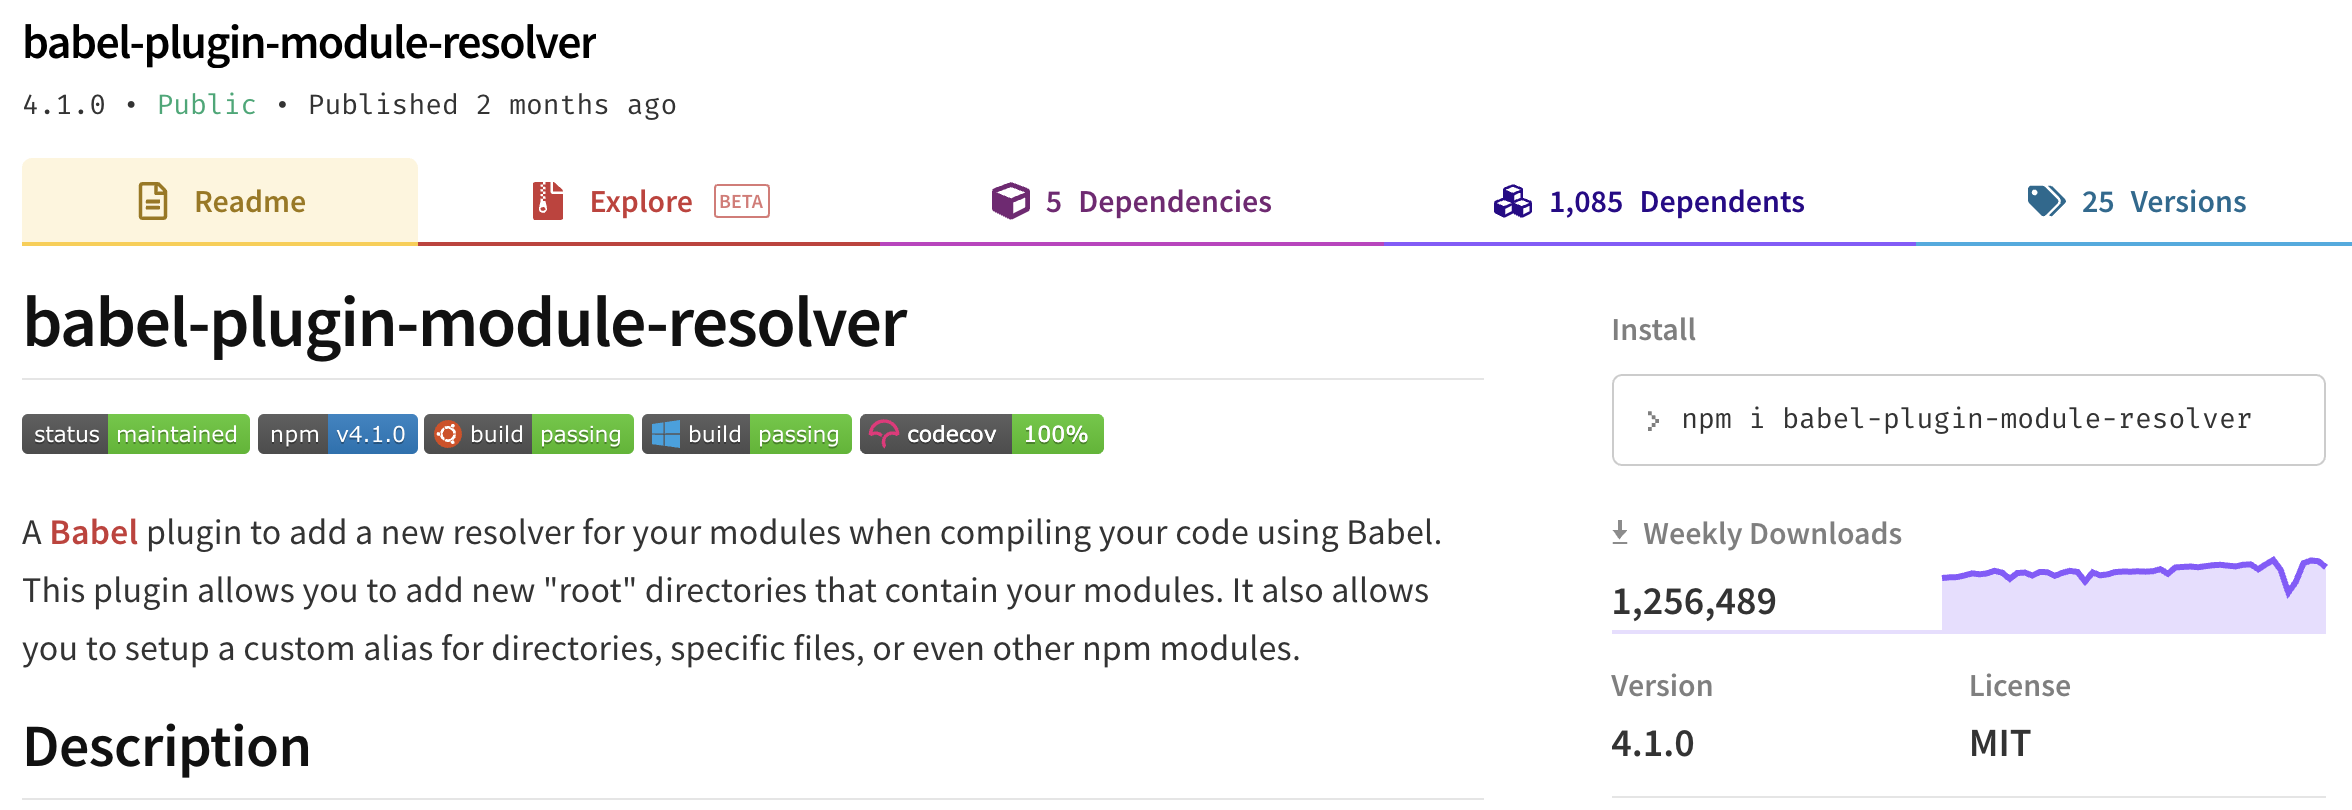 babel-plugin-module-resolver
4.1.0 • Public • Published 2 months ago
Readme
Explore BETA
5 Dependencies
1,085 Dependents
25 Versions
babel-plugin-module-resolver
status maintained npm v4.1.0 build passing build passing codecov 100%
A Babel plugin to add a new resolver for your modules when compiling your code using Babel.
This plugin allows you to add new "root" directories that contain your modules. It also allows
you to setup a custom alias for directories, specific files, or even other npm modules.
Description
Install
> npm i babel-plugin-module-resolver
Weekly Downloads
1,256,489
Version
4.1.0
License
MIT